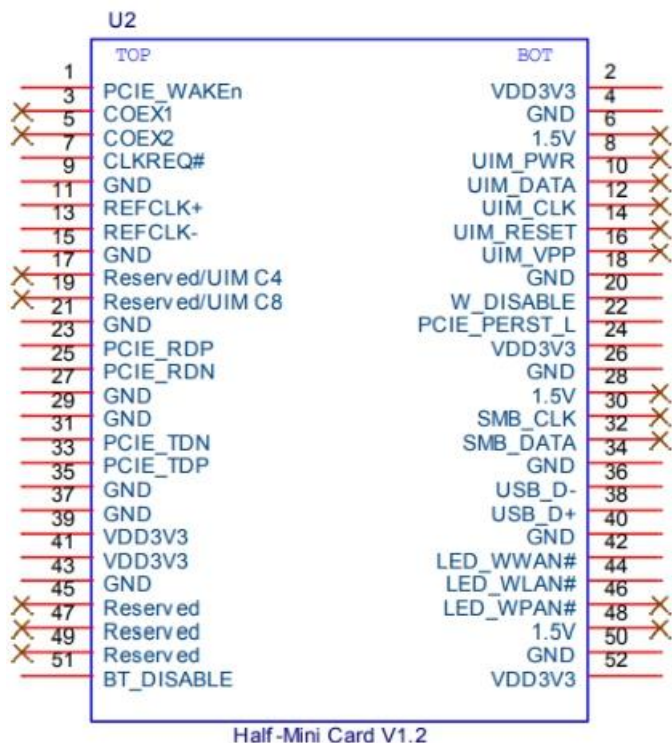 U2
TOP BOT
1 PCIE_WAKEn VDD3V3 2
3 COEX1 GND 4
5 COEX2 1.5V 6
7 CLKREQ# UIM_PWR 8
9 GND UIM_DATA 10
11 REFCLK+ UIM_CLK 12
13 REFCLK- UIM_RESET 14
15 GND UIM_VPP 16
17 Reserved/UIM C4 GND 18
19 Reserved/UIM C8 W_DISABLE 20
21 GND PCIE_PERST_L 22
23 PCIE_RDP VDD3V3 24
25 PCIE_RDN GND 26
27 GND 1.5V 28
29 GND SMB_CLK 30
31 PCIE_TDN SMB_DATA 32
33 PCIE_TDP GND 34
35 GND USB_D- 36
37 GND USB_D+ 38
39 VDD3V3 GND 40
41 VDD3V3 LED_WWAN# 42
43 GND LED_WLAN# 44
45 Reserved LED_WPAN# 46
47 Reserved 1.5V 48
49 Reserved GND 50
51 BT_DISABLE VDD3V3 52
Half-Mini Card V1.2